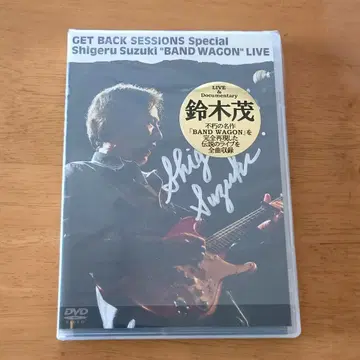 GET BACK SESSIONS Special
Shigeru Suzuki "BAND WAGON" LIVE
LIVE
&
Documentary
鈴木茂
不朽の名作
「BAND WAGON」を
完全再現した
伝説のライブを
全曲収録
Shigeru
Suzuki
DVD